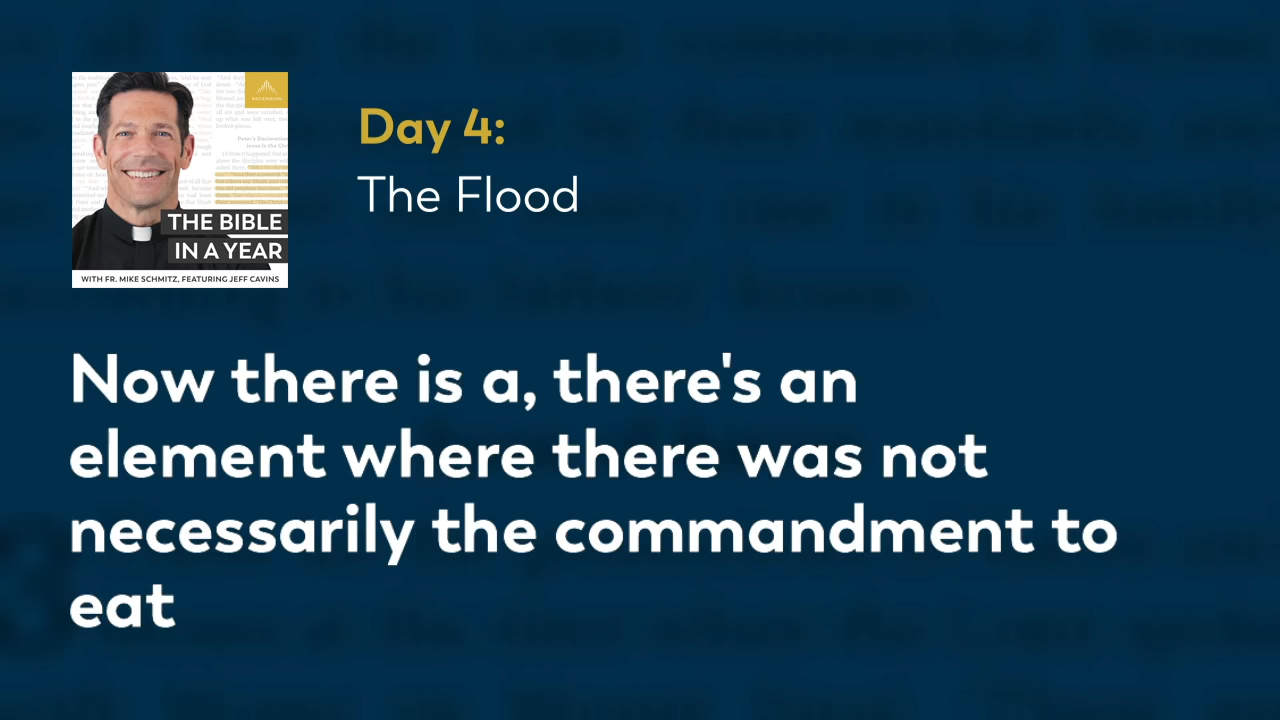 Day 4:
The Flood
THE BIBLE
IN A YEAR
WITH FR. MIKE SCHMITZ, FEATURING JEFF CAVINS
Now there is a, there's an
element where there was not
necessarily the commandment to
eat